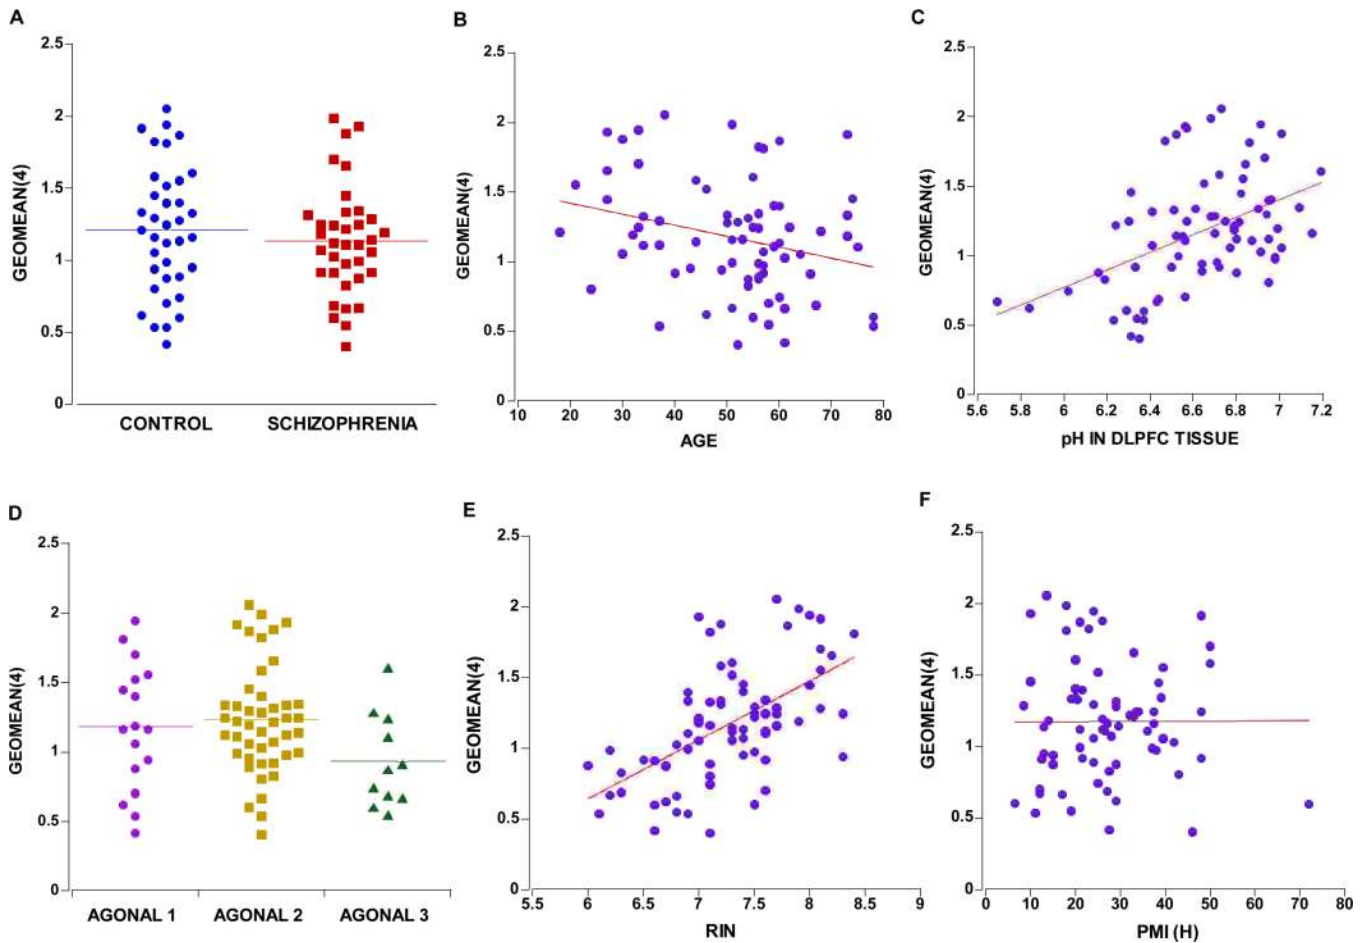 A
2.5
2
1.5
1
0.5
0
GEOMEAN(4)
CONTROL SCHIZOPHRENIA
B
2.5
2
1.5
1
0.5
0
GEOMEAN(4)
10 20 30 40 50 60 70 80
AGE
C
2.5
2
1.5
1
0.5
0
GEOMEAN(4)
5.6 5.8 6 6.2 6.4 6.6 6.8 7 7.2
pH IN DLPFC TISSUE
D
2.5
2
1.5
1
0.5
0
GEOMEAN(4)
AGONAL 1 AGONAL 2 AGONAL 3
E
2.5
2
1.5
1
0.5
0
GEOMEAN(4)
5.5 6 6.5 7 7.5 8 8.5 9
RIN
F
2.5
2
1.5
1
0.5
0
GEOMEAN(4)
0 10 20 30 40 50 60 70 80
PMI (H)